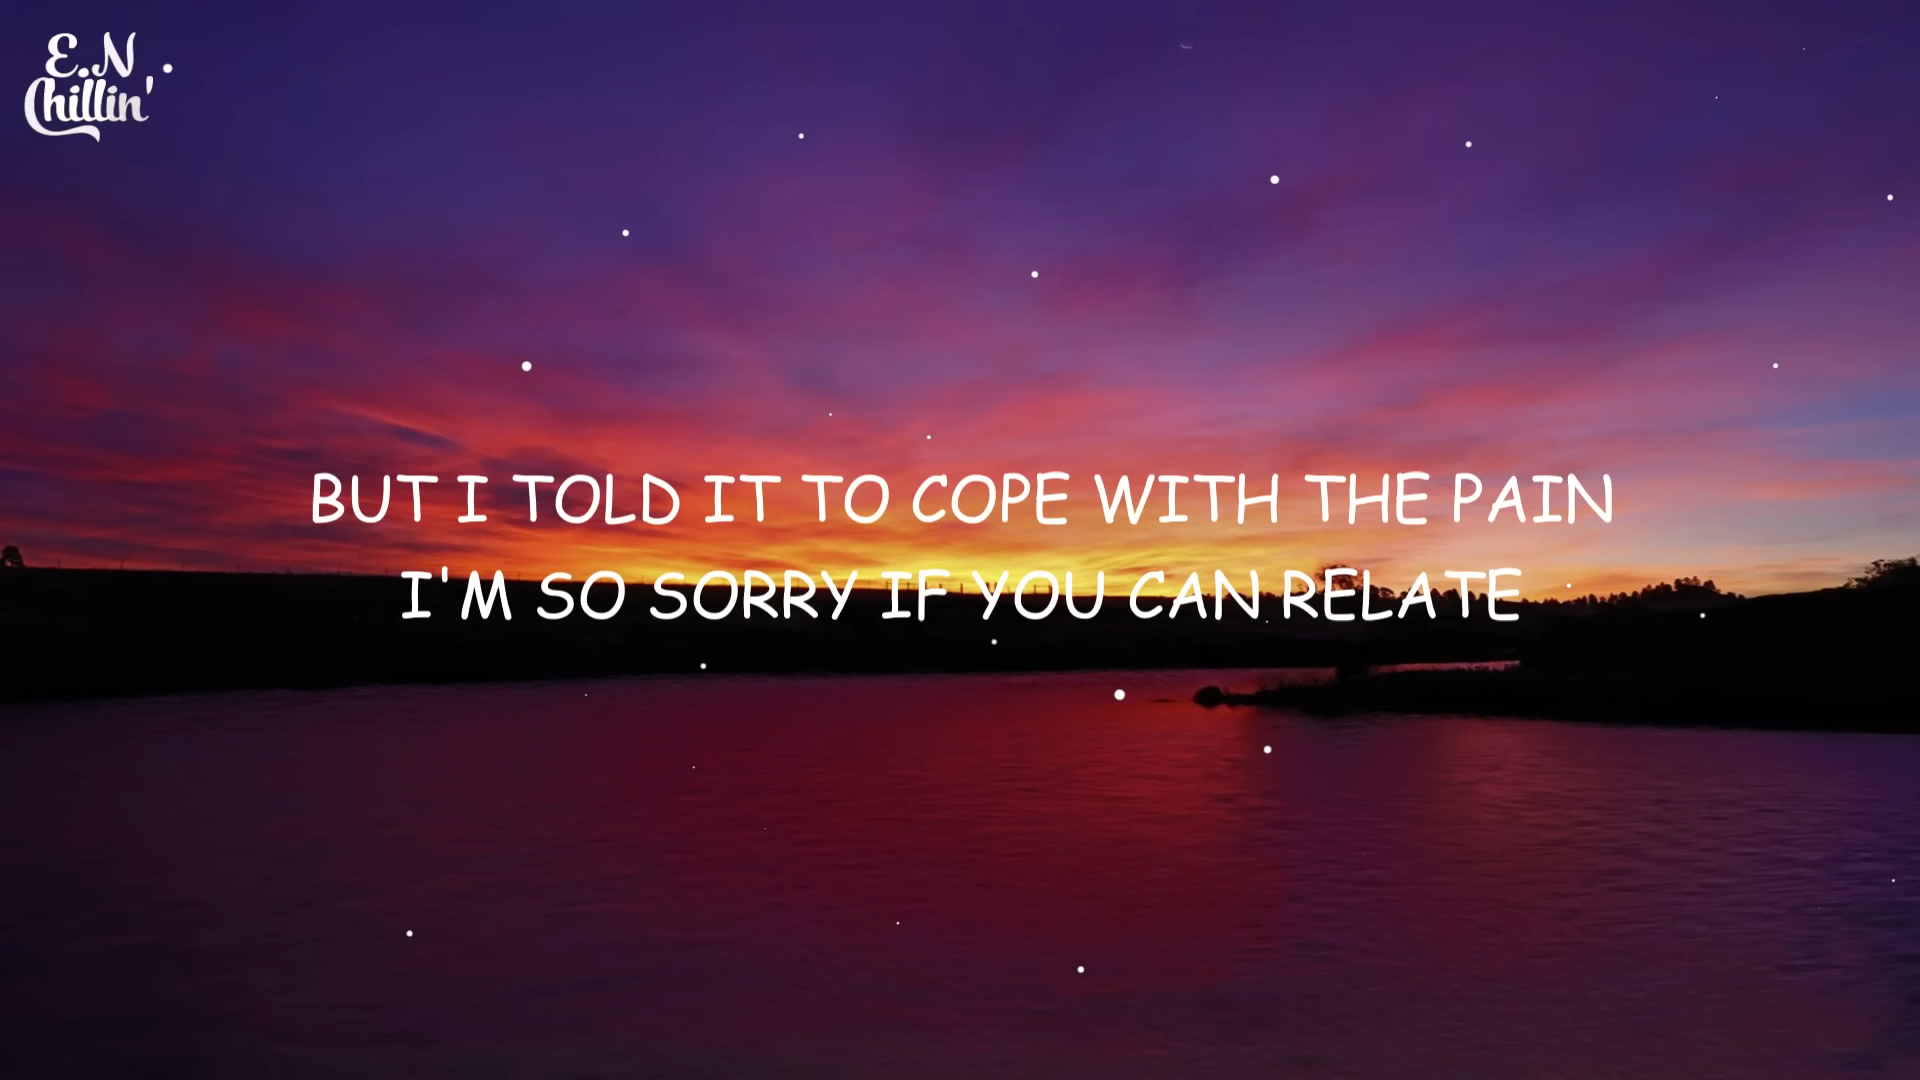 E.N
Chillin'
BUT I TOLD IT TO COPE WITH THE PAIN
I'M SO SORRY IF YOU CAN RELATE